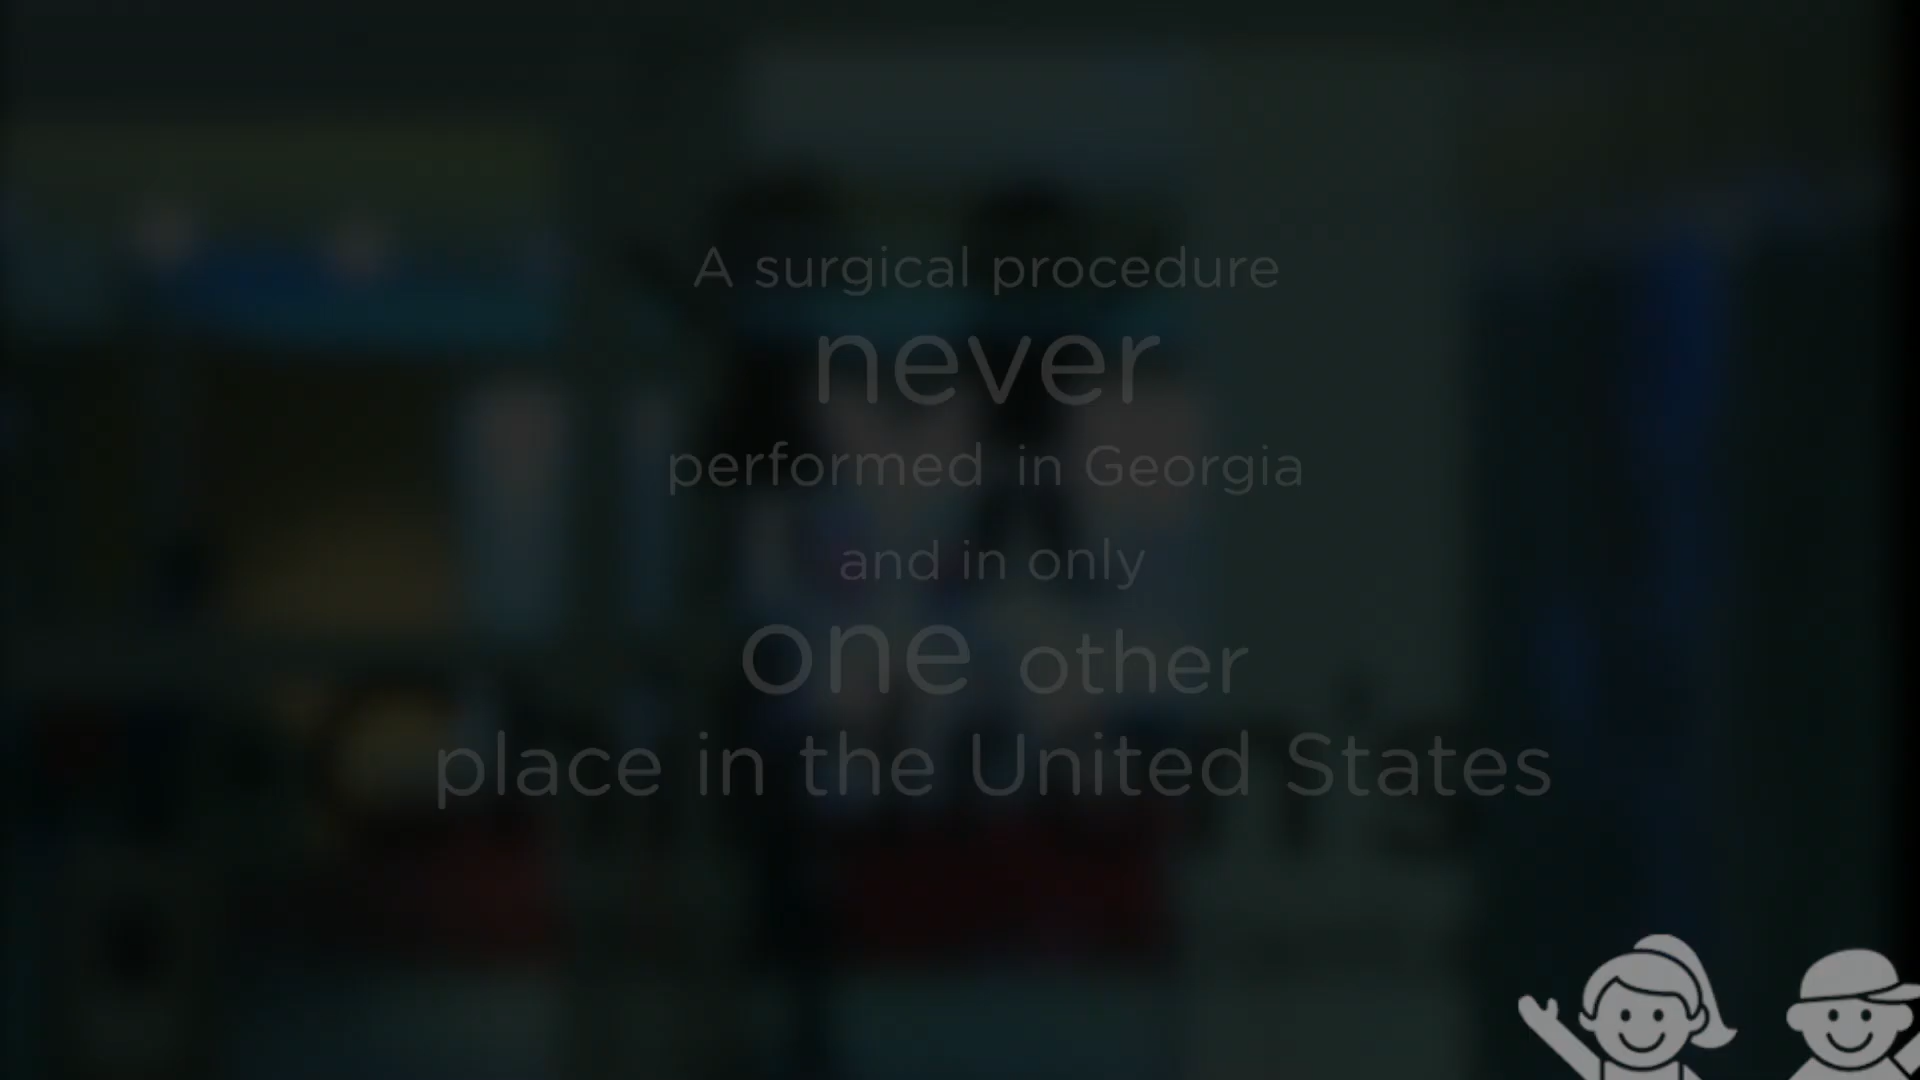 A surgical procedure
never
performed in Georgia
and in only
one other
place in the United States